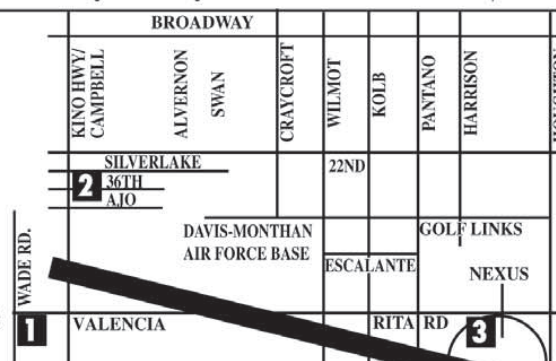 BROADWAY
KINO HWY/
CAMPBELL
ALVERNON
SWAN
CRAYCROFT
WILMOT
KOLB
PANTANO
HARRISON
SILVERLAKE
22ND
2
36TH
AJO
DAVIS-MONTHAN
AIR FORCE BASE
GOLF LINKS
ESCALANTE
WADE RD.
NEXUS
1
VALENCIA
RITA RD
3